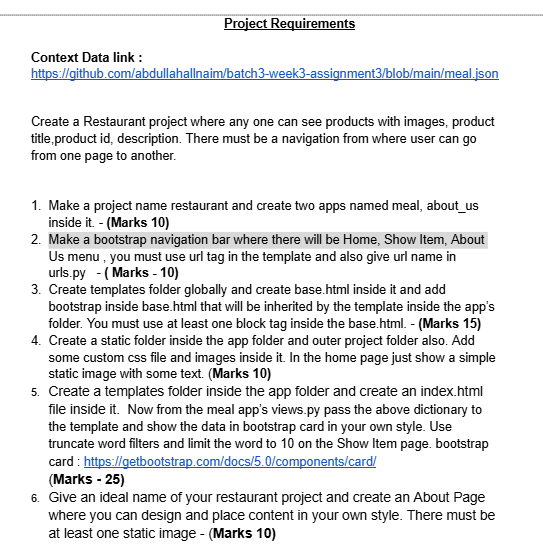 Project Requirements
Context Data link :
https://github.com/abdullahallnaim/batch3-week3-assignment3/blob/main/meal.json
Create a Restaurant project where any one can see products with images, product
title,product id, description. There must be a navigation from where user can go
from one page to another.
1. Make a project name restaurant and create two apps named meal, about_us
inside it. - (Marks 10)
2. Make a bootstrap navigation bar where there will be Home, Show Item, About
Us menu , you must use url tag in the template and also give url name in
urls.py - ( Marks - 10)
3. Create templates folder globally and create base.html inside it and add
bootstrap inside base.html that will be inherited by the template inside the app's
folder. You must use at least one block tag inside the base.html. - (Marks 15)
4. Create a static folder inside the app folder and outer project folder also. Add
some custom css file and images inside it. In the home page just show a simple
static image with some text. (Marks 10)
5. Create a templates folder inside the app folder and create an index.html
file inside it. Now from the meal app's views.py pass the above dictionary to
the template and show the data in bootstrap card in your own style. Use
truncate word filters and limit the word to 10 on the Show Item page. bootstrap
card : https://getbootstrap.com/docs/5.0/components/card/
(Marks - 25)
6. Give an ideal name of your restaurant project and create an About Page
where you can design and place content in your own style. There must be
at least one static image - (Marks 10)